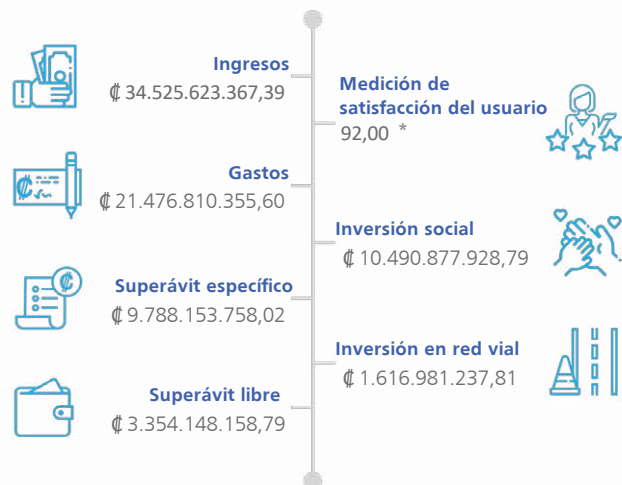 Ingresos
₡ 34.525.623.367,39
Medición de
satisfacción del usuario
92,00 *
Gastos
₡ 21.476.810.355,60
Inversión social
₡ 10.490.877.928,79
Superávit específico
₡ 9.788.153.758,02
Inversión en red vial
₡ 1.616.981.237,81
Superávit libre
₡ 3.354.148.158,79